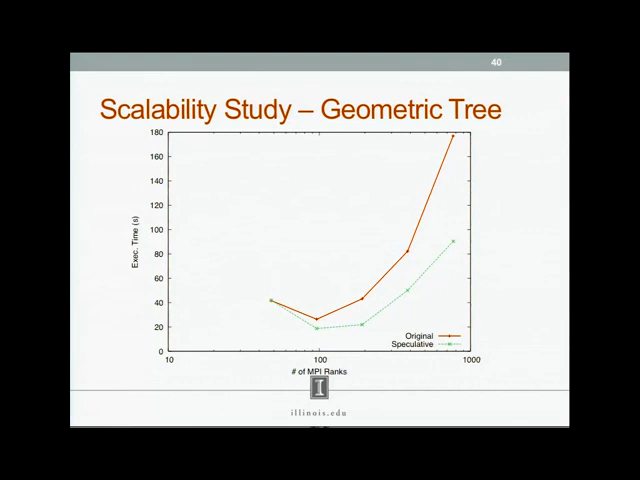 40
Scalability Study – Geometric Tree
180
160
140
120
100
80
60
40
20
0
Exec. Time (s)
Original
Speculative
10
100
1000
# of MPI Ranks
I
illinois.edu